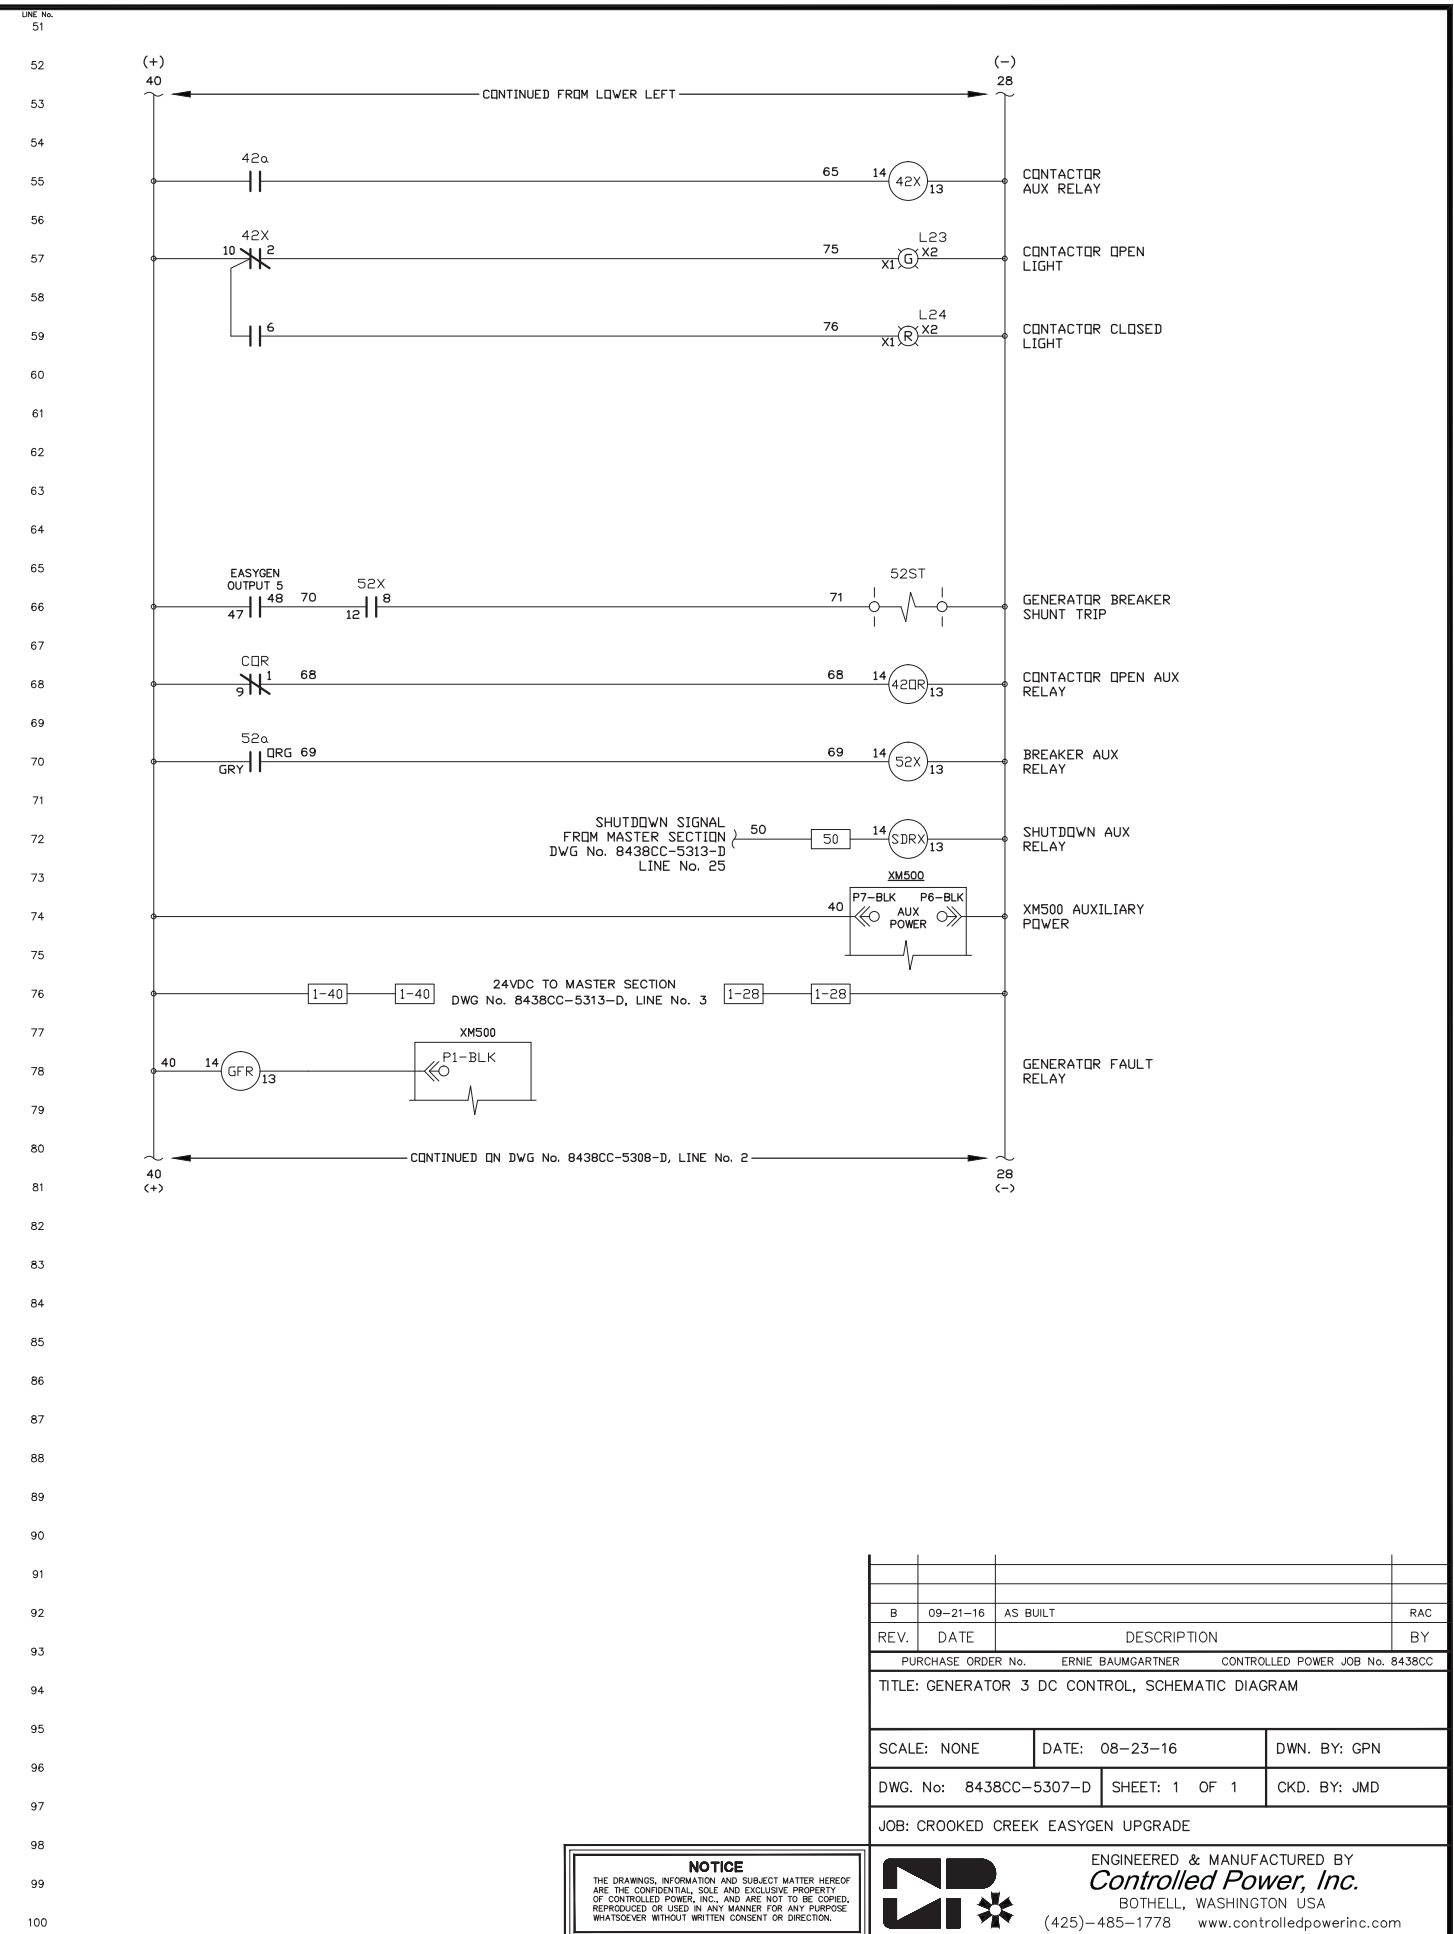 LINE No.
51
52
(+)
(-)
40
28
CONTINUED FROM LOWER LEFT
53
54
42a
55
65
14
42X
13
CONTACTOR
AUX RELAY
56
42X
57
10
2
75
L23
X1
G
X2
CONTACTOR OPEN
LIGHT
58
59
6
76
L24
X1
R
X2
CONTACTOR CLOSED
LIGHT
60
61
62
63
64
65
EASYGEN
OUTPUT 5
52X
52ST
66
47
48
70
12
8
71
GENERATOR BREAKER
SHUNT TRIP
67
COR
68
9
1
68
68
14
42OR
13
CONTACTOR OPEN AUX
RELAY
69
52a
70
GRY
ORG
69
69
14
52X
13
BREAKER AUX
RELAY
71
72
SHUTDOWN SIGNAL
FROM MASTER SECTION
DWG No. 8438CC-5313-D
LINE No. 25
50
50
14
SDRX
13
SHUTDOWN AUX
RELAY
73
XM500
74
40
P7-BLK
P6-BLK
AUX
POWER
XM500 AUXILIARY
POWER
75
76
1-40
1-40
24VDC TO MASTER SECTION
DWG No. 8438CC-5313-D, LINE No. 3
1-28
1-28
77
XM500
78
40
14
GFR
13
P1-BLK
GENERATOR FAULT
RELAY
79
80
CONTINUED ON DWG No. 8438CC-5308-D, LINE No. 2
40
28
81
(+)
(-)
82
83
84
85
86
87
88
89
90
91
92
B 09-21-16 AS BUILT RAC
REV. DATE DESCRIPTION BY
93
PURCHASE ORDER No. ERNIE BAUMGARTNER CONTROLLED POWER JOB No. 8438CC
94
TITLE: GENERATOR 3 DC CONTROL, SCHEMATIC DIAGRAM
95
SCALE: NONE DATE: 08-23-16 DWN. BY: GPN
96
DWG. No: 8438CC-5307-D SHEET: 1 OF 1 CKD. BY: JMD
97
JOB: CROOKED CREEK EASYGEN UPGRADE
98
99
100
NOTICE
THE DRAWINGS, INFORMATION AND SUBJECT MATTER HEREOF
ARE THE CONFIDENTIAL, SOLE AND EXCLUSIVE PROPERTY
OF CONTROLLED POWER, INC., AND ARE NOT TO BE COPIED,
REPRODUCED OR USED IN ANY MANNER FOR ANY PURPOSE
WHATSOEVER WITHOUT WRITTEN CONSENT OR DIRECTION.
ENGINEERED & MANUFACTURED BY
Controlled Power, Inc.
BOTHELL, WASHINGTON USA
(425)-485-1778 www.controlledpowerinc.com